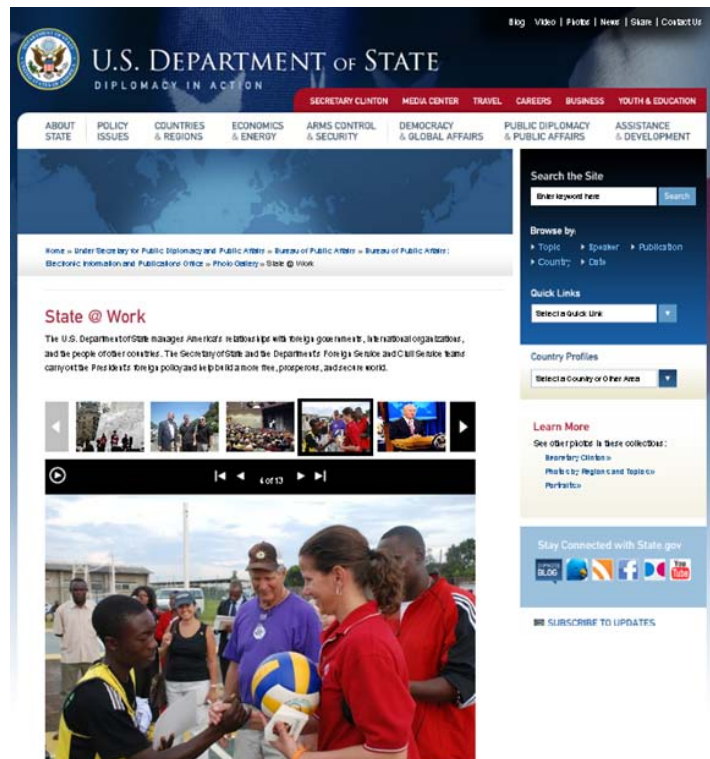 Blog Video | Photos | News | Share | Contact Us
U.S. DEPARTMENT OF STATE
DIPLOMACY IN ACTION
SECRETARY CLINTON MEDIA CENTER TRAVEL CAREERS BUSINESS YOUTH & EDUCATION
ABOUT STATE
POLICY ISSUES
COUNTRIES & REGIONS
ECONOMICS & ENERGY
ARMS CONTROL & SECURITY
DEMOCRACY & GLOBAL AFFAIRS
PUBLIC DIPLOMACY & PUBLIC AFFAIRS
ASSISTANCE & DEVELOPMENT
Home » Under Secretary for Public Diplomacy and Public Affairs » Bureau of Public Affairs » Bureau of Public Affairs:
Electronic Information and Publications Office » Photo Gallery » State @ Work
State @ Work
The U.S. Department of State manages America's relationships with foreign governments, international organizations,
and the people of other countries. The Secretary of State and the Department's Foreign Service and Civil Service teams
carry out the President's foreign policy and help build a more free, prosperous, and secure world.
4 of 13
Search the Site
Enter keyword here Search
Browse by:
Topic Speaker Publication
Country Date
Quick Links
Select a Quick Link
Country Profiles
Select a Country or Other Area
Learn More
See other photos in these collections:
Secretary Clinton»
Photos by Regions and Topics»
Portraits»
Stay Connected with State.gov
DIPNOTE
BLOG
You
Tube
SUBSCRIBE TO UPDATES